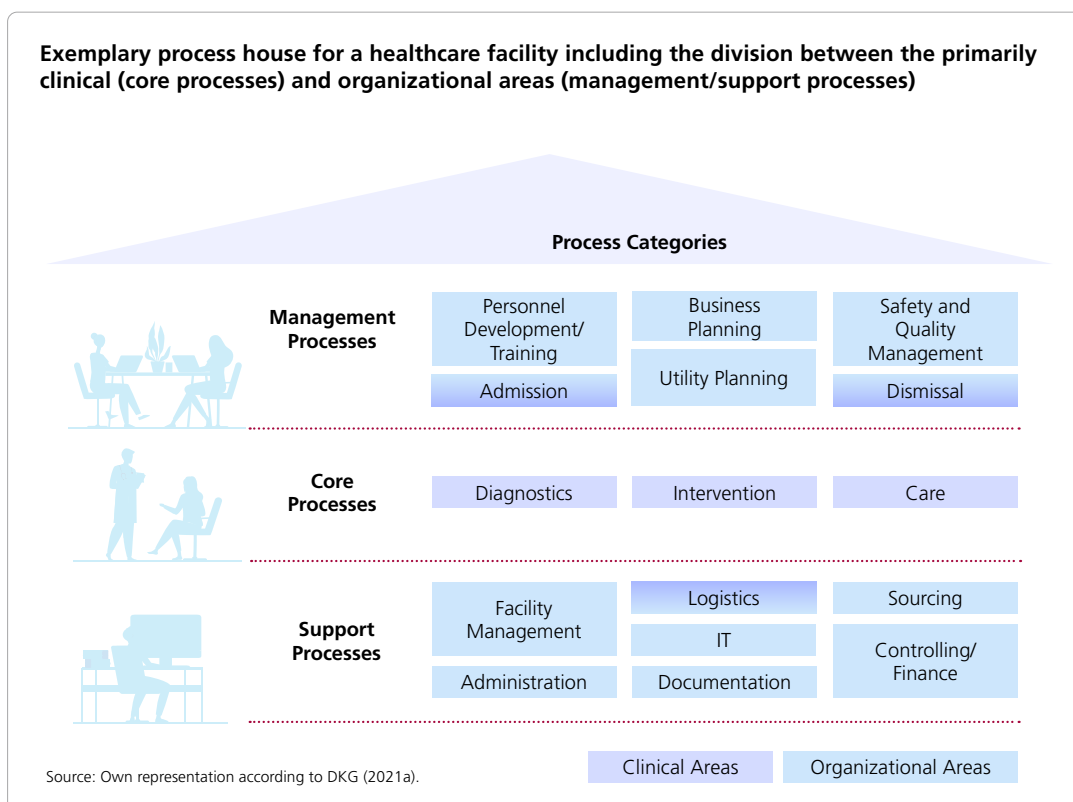 Exemplary process house for a healthcare facility including the division between the primarily
clinical (core processes) and organizational areas (management/support processes)
Process Categories
Management
Processes
Personnel
Development/
Training
Business
Planning
Safety and
Quality
Management
Admission
Utility Planning
Dismissal
Core
Processes
Diagnostics
Intervention
Care
Support
Processes
Facility
Management
Logistics
Sourcing
IT
Controlling/
Finance
Administration
Documentation
Source: Own representation according to DKG (2021a).
Clinical Areas
Organizational Areas